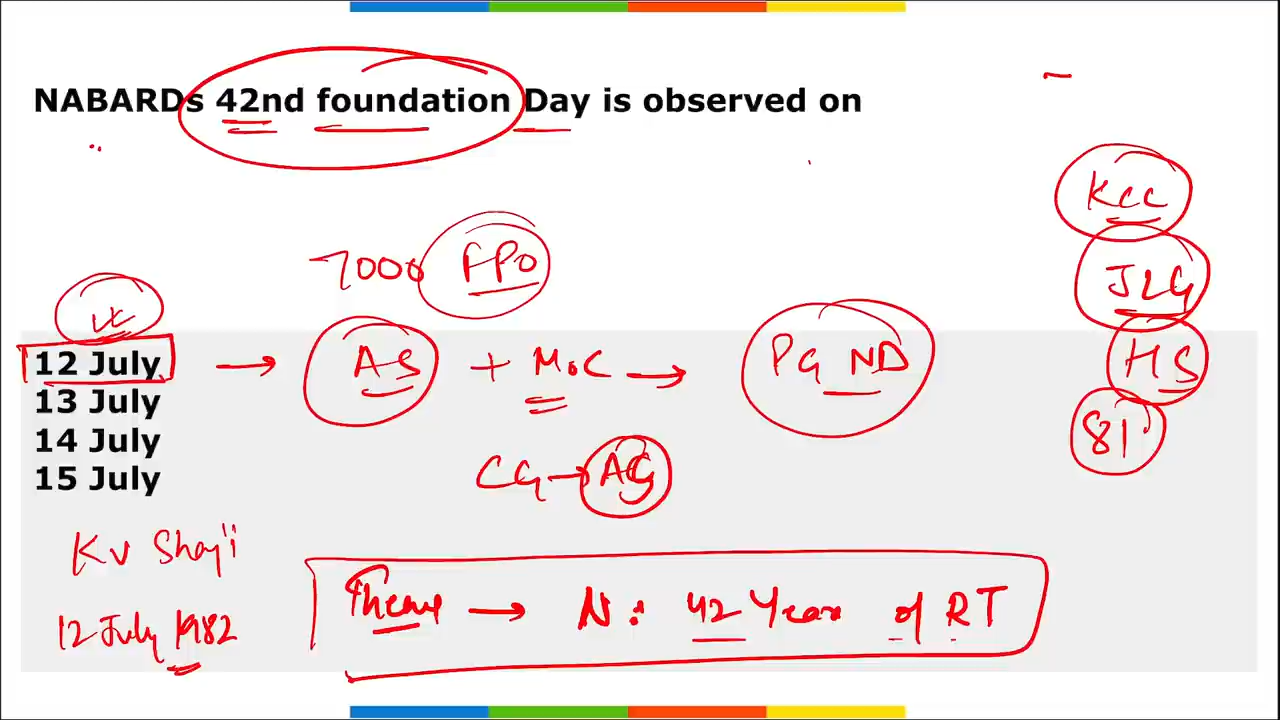 NABARDs 42nd foundation Day is observed on
KCC
7000 FPO
JLG
12 July → AS + MoC → PG ND
HS
13 July
14 July
81
15 July
CG → AG
KV Shaji
Theme → N: 42 Year of RT
12 July 1982